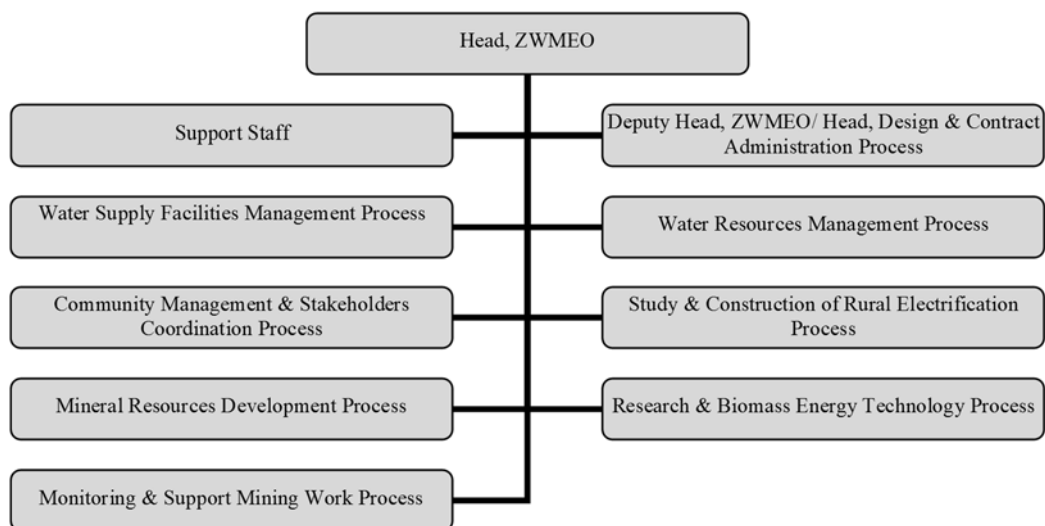 Head, ZWMEO
Support Staff
Deputy Head, ZWMEO/ Head, Design & Contract
Administration Process
Water Supply Facilities Management Process
Water Resources Management Process
Community Management & Stakeholders
Coordination Process
Study & Construction of Rural Electrification
Process
Mineral Resources Development Process
Research & Biomass Energy Technology Process
Monitoring & Support Mining Work Process